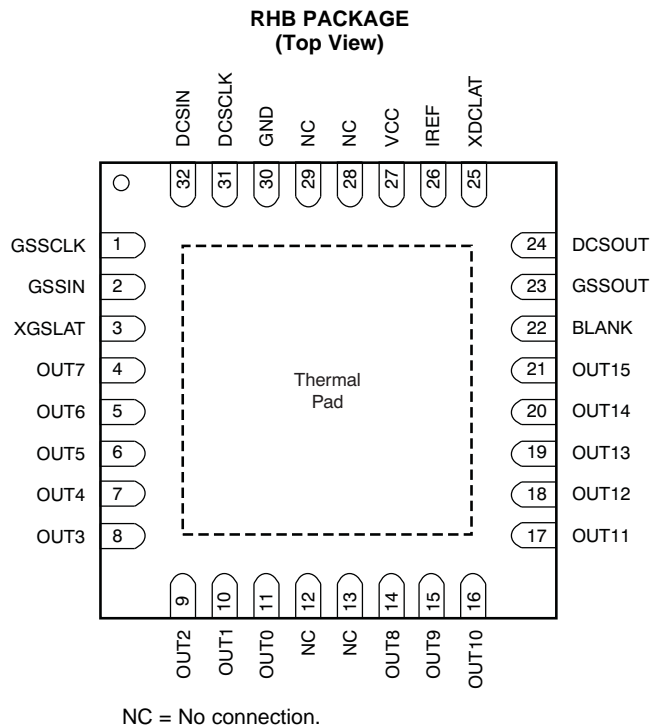 RHB PACKAGE
(Top View)
DCSIN
DCSCLK
GND
NC
NC
VCC
IREF
XDCLAT
32
31
30
29
28
27
26
25
GSSCLK 1
GSSIN 2
XGSLAT 3
OUT7 4
OUT6 5
OUT5 6
OUT4 7
OUT3 8
Thermal
Pad
24 DCSOUT
23 GSSOUT
22 BLANK
21 OUT15
20 OUT14
19 OUT13
18 OUT12
17 OUT11
9
10
11
12
13
14
15
16
OUT2
OUT1
OUT0
NC
NC
OUT8
OUT9
OUT10
NC = No connection.